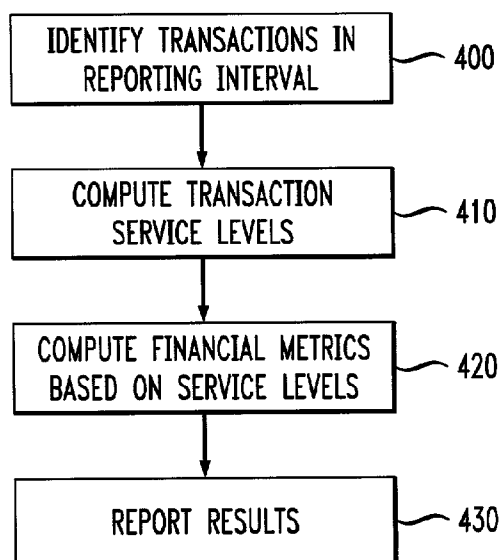 IDENTIFY TRANSACTIONS IN
REPORTING INTERVAL
400
COMPUTE TRANSACTION
SERVICE LEVELS
410
COMPUTE FINANCIAL METRICS
BASED ON SERVICE LEVELS
420
REPORT RESULTS
430